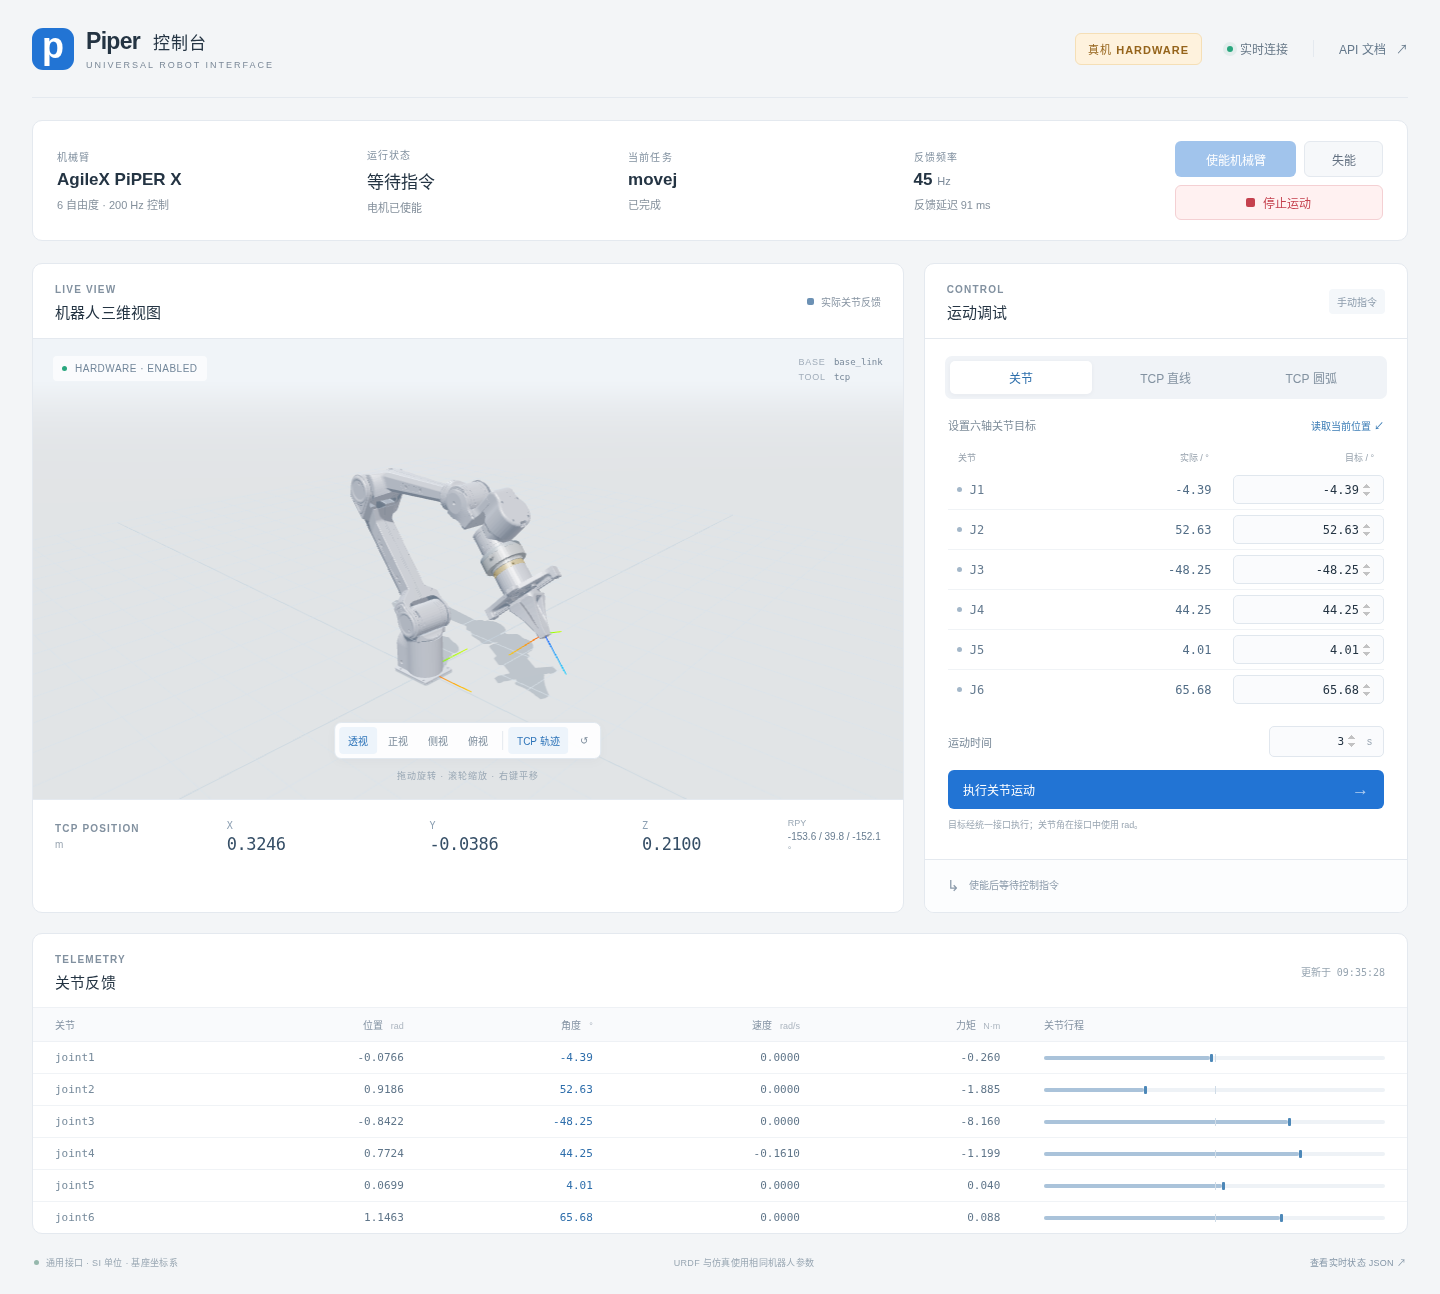 p Piper 控制台
UNIVERSAL ROBOT INTERFACE
真机 HARDWARE
实时连接
API 文档 ↗
机械臂
AgileX PiPER X
6 自由度 · 200 Hz 控制
运行状态
等待指令
电机已使能
当前任务
movej
已完成
反馈频率
45 Hz
反馈延迟 91 ms
使能机械臂
失能
停止运动
LIVE VIEW
机器人三维视图
实际关节反馈
HARDWARE · ENABLED
BASE base_link
TOOL tcp
透视 正视 侧视 俯视 TCP 轨迹 ↺
拖动旋转 · 滚轮缩放 · 右键平移
TCP POSITION
m
X
0.3246
Y
-0.0386
Z
0.2100
RPY
-153.6 / 39.8 / -152.1
°
CONTROL
运动调试
手动指令
关节 TCP 直线 TCP 圆弧
设置六轴关节目标 读取当前位置 ↙
关节 实际 / ° 目标 / °
J1 -4.39 -4.39
J2 52.63 52.63
J3 -48.25 -48.25
J4 44.25 44.25
J5 4.01 4.01
J6 65.68 65.68
运动时间 3 s
执行关节运动 →
目标经统一接口执行；关节角在接口中使用 rad。
↳ 使能后等待控制指令
TELEMETRY
关节反馈
更新于 09:35:28
关节 位置 rad 角度 ° 速度 rad/s 力矩 N·m 关节行程
joint1 -0.0766 -4.39 0.0000 -0.260
joint2 0.9186 52.63 0.0000 -1.885
joint3 -0.8422 -48.25 0.0000 -8.160
joint4 0.7724 44.25 -0.1610 -1.199
joint5 0.0699 4.01 0.0000 0.040
joint6 1.1463 65.68 0.0000 0.088
通用接口 · SI 单位 · 基座坐标系
URDF 与仿真使用相同机器人参数
查看实时状态 JSON ↗